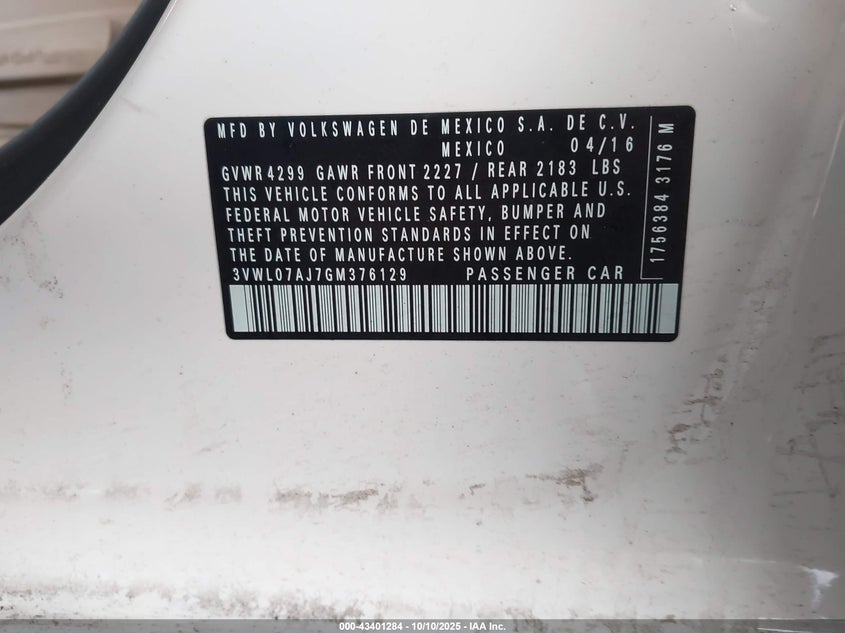 MFD BY VOLKSWAGEN DE MEXICO S.A. DE C.V.
MEXICO 04/16
GVWR 4299 GAWR FRONT 2227 / REAR 2183 LBS
THIS VEHICLE CONFORMS TO ALL APPLICABLE U.S.
FEDERAL MOTOR VEHICLE SAFETY, BUMPER AND
THEFT PREVENTION STANDARDS IN EFFECT ON
THE DATE OF MANUFACTURE SHOWN ABOVE.
3VWL07AJ7GM376129 PASSENGER CAR
1756384 3176 M
000-43401284 - 10/10/2025 - IAA Inc.